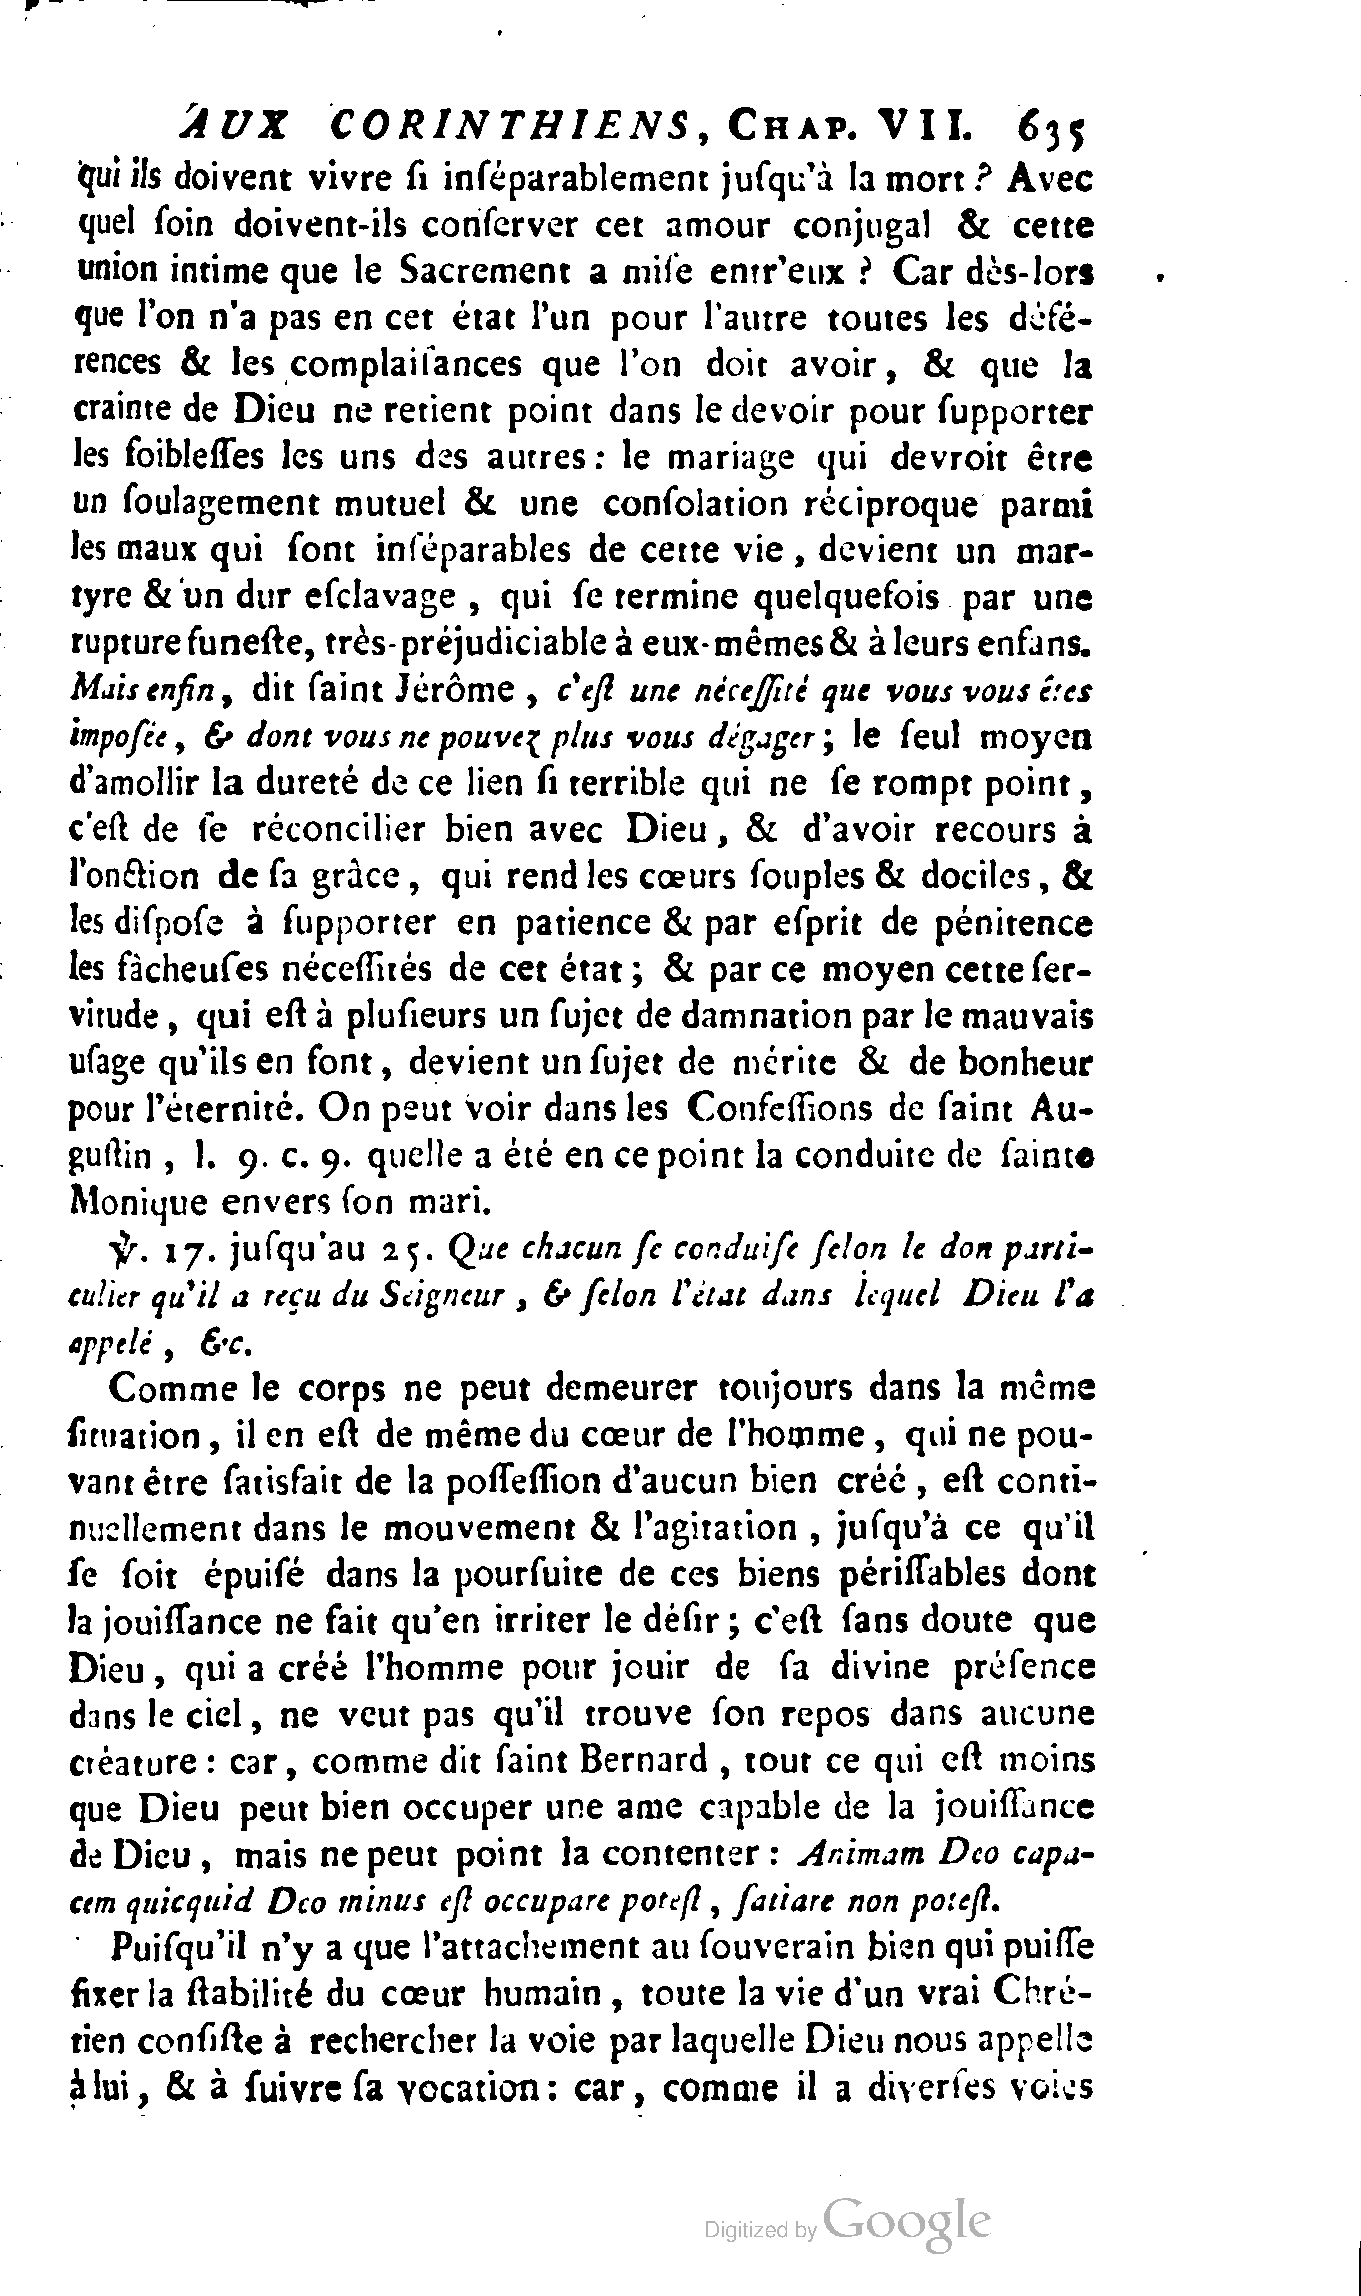 AUX CORINTHIENS, CHAP. VII. 635
qui ils doivent vivre ſi inſéparablement juſqu'à la mort ? Avec
quel ſoin doivent-ils conſerver cet amour conjugal & cette
union intime que le Sacrement a miſe entr'eux ? Car dès-lors
que l'on n'a pas en cet état l'un pour l'autre toutes les défé-
rences & les complaiſances que l'on doit avoir, & que la
crainte de Dieu ne retient point dans le devoir pour ſupporter
les foibleſſes les uns des autres : le mariage qui devroit être
un ſoulagement mutuel & une conſolation réciproque parmi
les maux qui ſont inſéparables de cette vie, devient un mar-
tyre & un dur eſclavage, qui ſe termine quelquefois par une
rupture funeſte, très-préjudiciable à eux-mêmes & à leurs enfans.
Mais enfin, dit ſaint Jérôme, c'eſt une néceſſité que vous vous êtes
impoſée, & dont vous ne pouvez plus vous dégager ; le ſeul moyen
d'amollir la dureté de ce lien ſi terrible qui ne ſe rompt point,
c'eſt de ſe réconcilier bien avec Dieu, & d'avoir recours à
l'onction de ſa grâce, qui rend les cœurs ſouples & dociles, &
les diſpoſe à ſupporter en patience & par eſprit de pénitence
les fâcheuſes néceſſités de cet état ; & par ce moyen cette ſer-
vitude, qui eſt à pluſieurs un ſujet de damnation par le mauvais
uſage qu'ils en font, devient un ſujet de mérite & de bonheur
pour l'éternité. On peut voir dans les Confeſſions de ſaint Au-
guſtin, l. 9. c. 9. quelle a été en ce point la conduite de ſainte
Monique envers ſon mari.
℣. 17. juſqu'au 25. Que chacun ſe conduiſe ſelon le don parti-
culier qu'il a reçu du Seigneur, & ſelon l'état dans lequel Dieu l'a
appelé, &c.
Comme le corps ne peut demeurer toujours dans la même
ſituation, il en eſt de même du cœur de l'homme, qui ne pou-
vant être ſatisfait de la poſſeſſion d'aucun bien créé, eſt conti-
nuellement dans le mouvement & l'agitation, juſqu'à ce qu'il
ſe ſoit épuiſé dans la pourſuite de ces biens périſſables dont
la jouiſſance ne fait qu'en irriter le déſir ; c'eſt ſans doute que
Dieu, qui a créé l'homme pour jouir de ſa divine préſence
dans le ciel, ne veut pas qu'il trouve ſon repos dans aucune
créature : car, comme dit ſaint Bernard, tout ce qui eſt moins
que Dieu peut bien occuper une ame capable de la jouiſſance
de Dieu, mais ne peut point la contenter : Animam Deo capa-
cem quicquid Deo minus eſt occupare poteſt, ſatiare non poteſt.
Puiſqu'il n'y a que l'attachement au ſouverain bien qui puiſſe
fixer la ſtabilité du cœur humain, toute la vie d'un vrai Chré-
tien conſiſte à rechercher la voie par laquelle Dieu nous appelle
à lui, & à ſuivre ſa vocation : car, comme il a diverſes voies
Digitized by Google